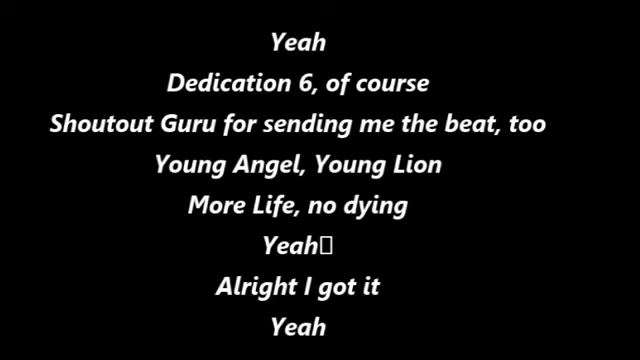 Yeah
Dedication 6, of course
Shoutout Guru for sending me the beat, too
Young Angel, Young Lion
More Life, no dying
Yeah▯
Alright I got it
Yeah